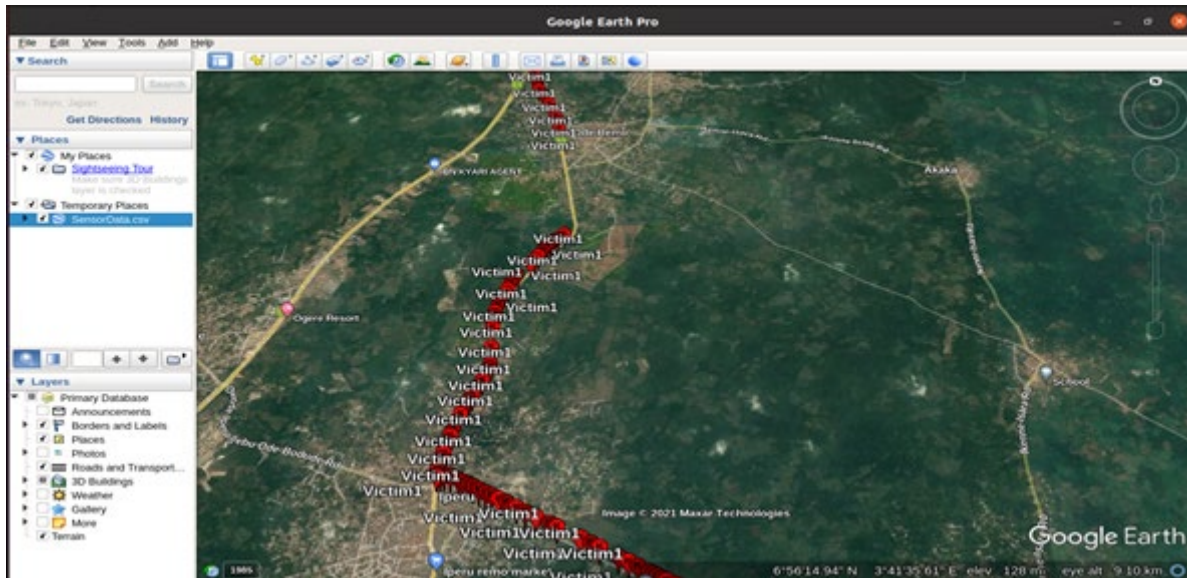 Google Earth Pro
File Edit View Tools Add Help
Search
Search
Get Directions History
Places
My Places
Sightseeing Tour
Make sure 3D Buildings
layer is checked
Temporary Places
SensorData.csv
Layers
Primary Database
Announcements
Borders and Labels
Places
Photos
Roads and Transport...
3D Buildings
Weather
Gallery
More
Terrain
Victim1
Victim1
Victim1
Victim1
Victim1
Victim1
Akaka
Victim1
Victim1
Victim1
Victim1
Victim1
Victim1
Victim1
Victim1
Ogere Resort
Victim1
Victim1
Victim1
Victim1
School
Victim1
Victim1
Victim1
Victim1
Victim1
Victim1
Iperu
Victim1
Victim1
Image © 2021 Maxar Technologies
Victim1
Victim1
Victim1
Victim1
Victim1
Google Earth
1985
6°56'14.94" N 3°41'35.61" E elev 128 m eye alt 9.10 km